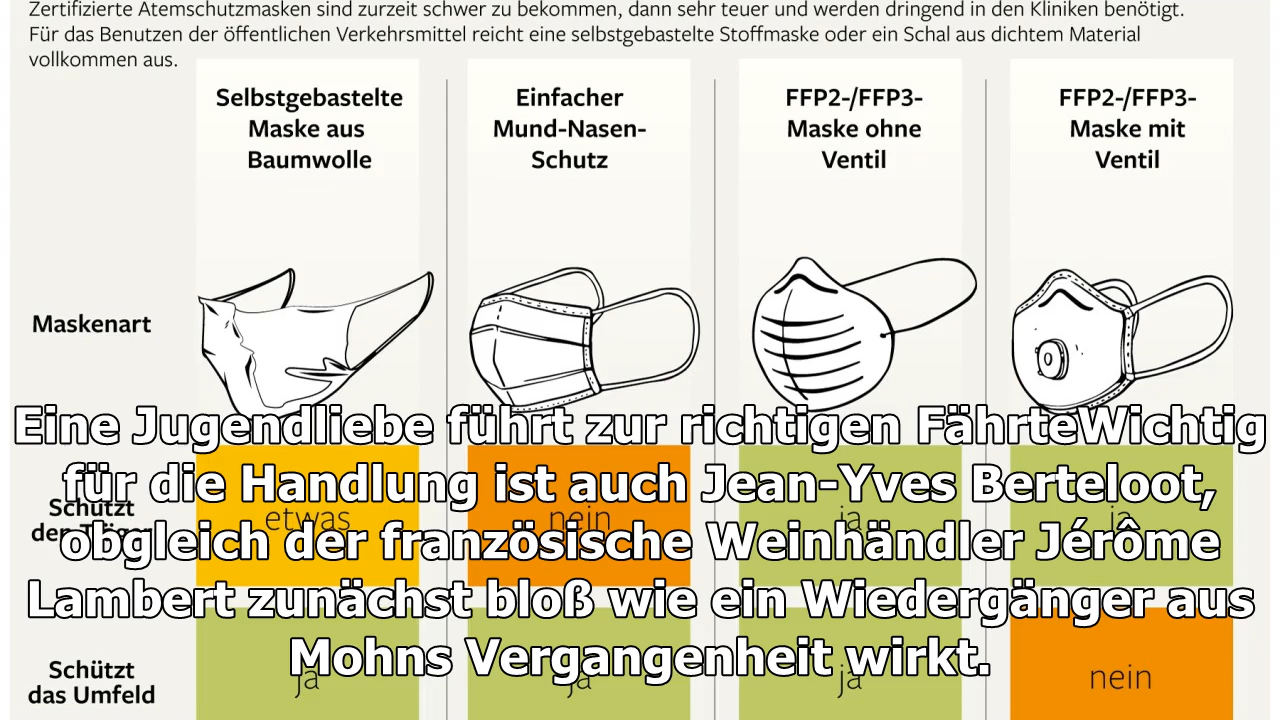 Zertifizierte Atemschutzmasken sind zurzeit schwer zu bekommen, dann sehr teuer und werden dringend in den Kliniken benötigt.
Für das Benutzen der öffentlichen Verkehrsmittel reicht eine selbstgebastelte Stoffmaske oder ein Schal aus dichtem Material
vollkommen aus.
Selbstgebastelte
Maske aus
Baumwolle
Einfacher
Mund-Nasen-
Schutz
FFP2-/FFP3-
Maske ohne
Ventil
FFP2-/FFP3-
Maske mit
Ventil
Maskenart
Eine Jugendliebe führt zur richtigen FährteWichtig
für die Handlung ist auch Jean-Yves Berteloot,
obgleich der französische Weinhändler Jérôme
Lambert zunächst bloß wie ein Wiedergänger aus
Mohns Vergangenheit wirkt.
Schützt
den Träger
etwas
nein
ja
ja
Schützt
das Umfeld
ja
ja
ja
nein